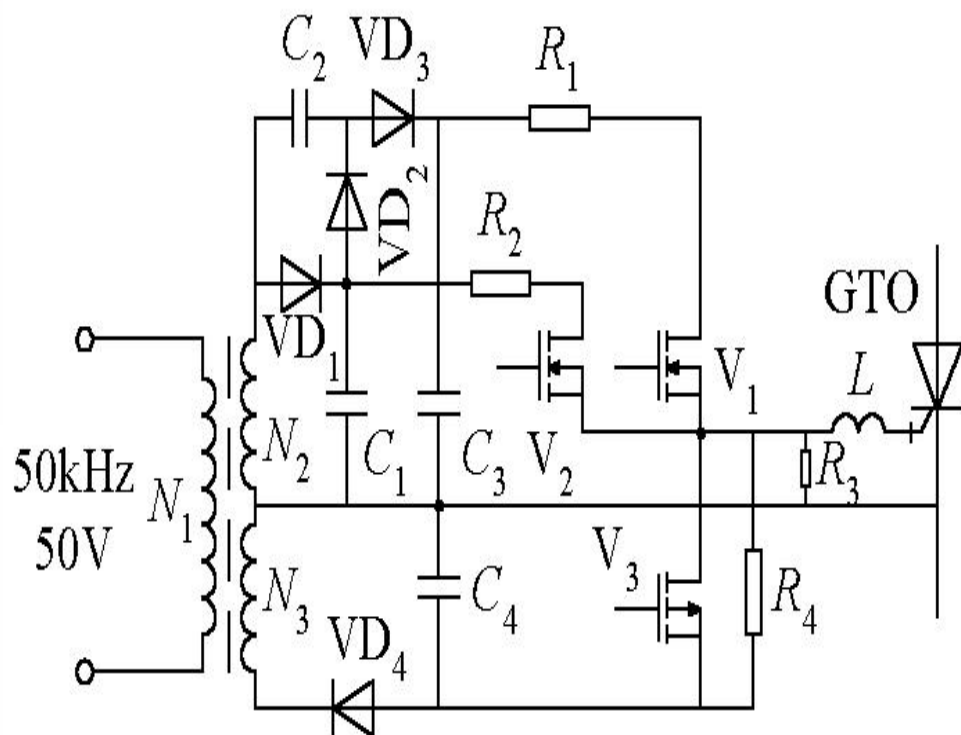 C₂
VD₃
R₁
VD₂
R₂
GTO
VD₁
V₁
L
N₂
C₁
C₃
V₂
R₃
50kHz
50V
N₁
V₃
N₃
C₄
R₄
VD₄